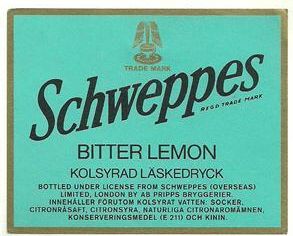 TRADE MARK
Schweppes
REGD TRADE MARK
BITTER LEMON
KOLSYRAD LÄSKEDRYCK
BOTTLED UNDER LICENSE FROM SCHWEPPES (OVERSEAS)
LIMITED, LONDON BY AB PRIPPS BRYGGERIER.
INNEHÅLLER FÖRUTOM KOLSYRAT VATTEN: SOCKER,
CITRONRÅSAFT, CITRONSYRA, NATURLIGA CITRONAROMÄMNEN,
KONSERVERINGSMEDEL (E 211) OCH KININ.